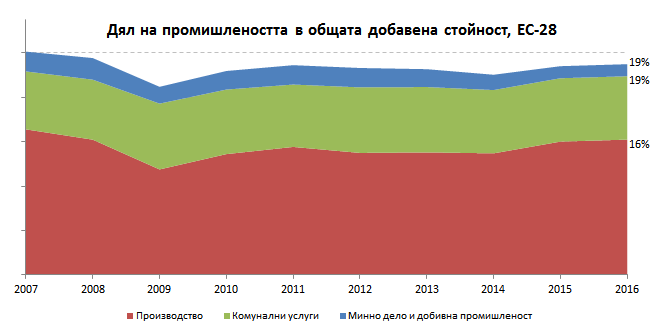 Дял на промишлеността в общата добавена стойност, ЕС-28
19%
19%
16%
2007 2008 2009 2010 2011 2012 2013 2014 2015 2016
Производство Комунални услуги Минно дело и добивна промишленост